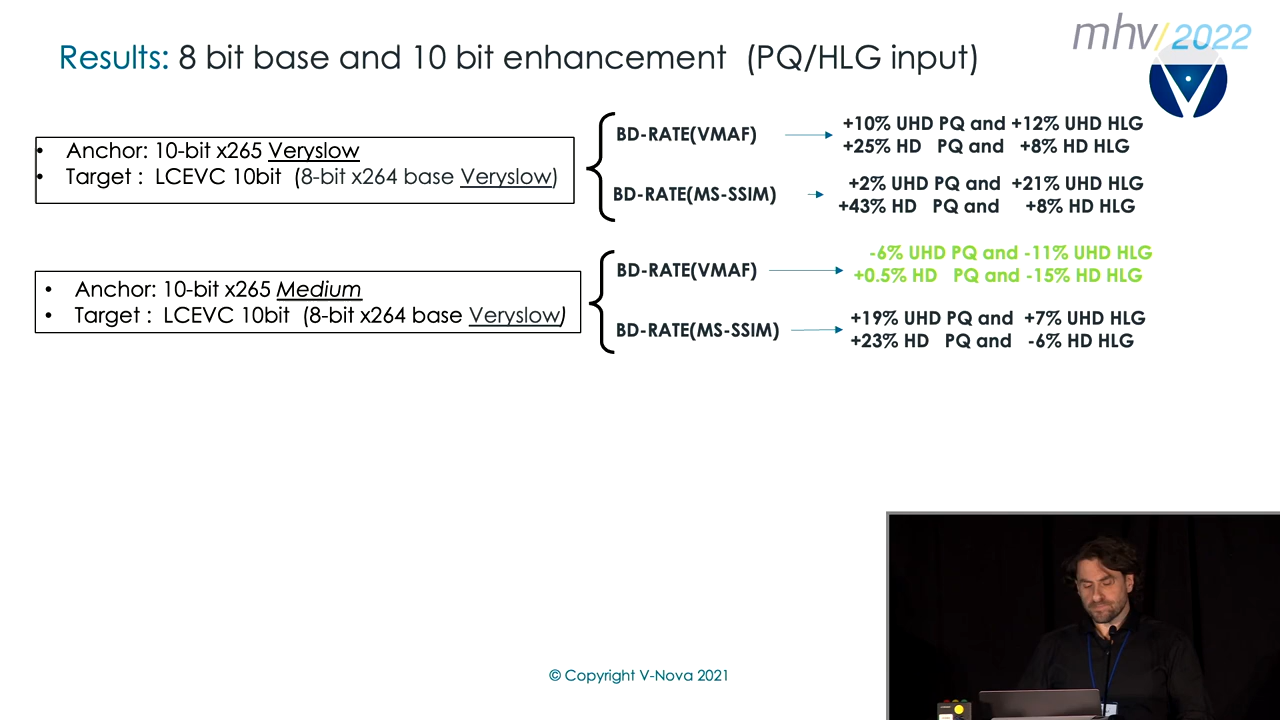 mhv/2022
Results: 8 bit base and 10 bit enhancement (PQ/HLG input)
• Anchor: 10-bit x265 Veryslow
• Target : LCEVC 10bit (8-bit x264 base Veryslow)
BD-RATE(VMAF)
+10% UHD PQ and +12% UHD HLG
+25% HD PQ and +8% HD HLG
BD-RATE(MS-SSIM)
+2% UHD PQ and +21% UHD HLG
+43% HD PQ and +8% HD HLG
• Anchor: 10-bit x265 Medium
• Target : LCEVC 10bit (8-bit x264 base Veryslow)
BD-RATE(VMAF)
-6% UHD PQ and -11% UHD HLG
+0.5% HD PQ and -15% HD HLG
BD-RATE(MS-SSIM)
+19% UHD PQ and +7% UHD HLG
+23% HD PQ and -6% HD HLG
© Copyright V-Nova 2021